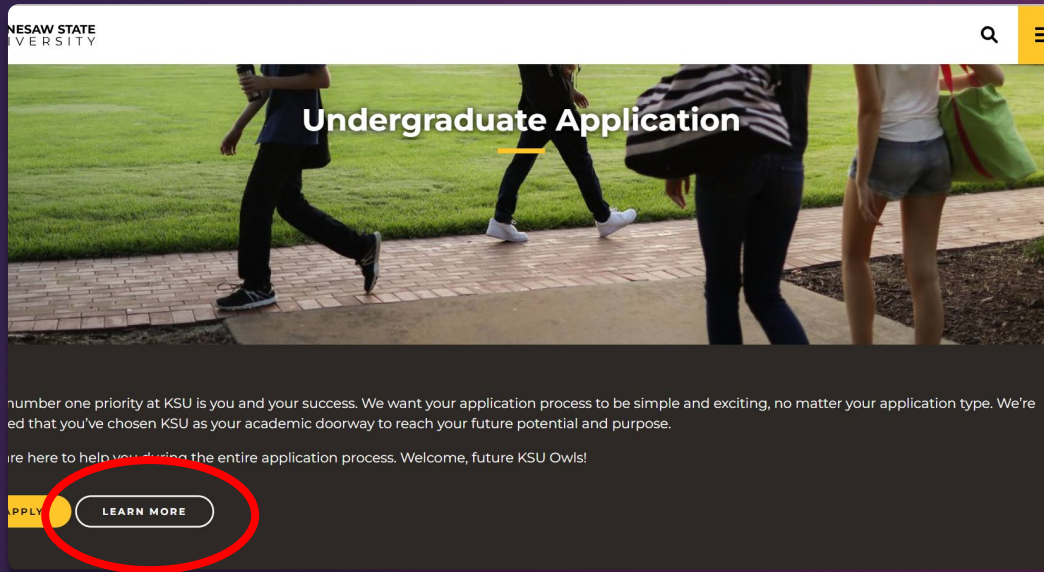 NESAW STATE
IVERSITY
Undergraduate Application
number one priority at KSU is you and your success. We want your application process to be simple and exciting, no matter your application type. We're
ed that you've chosen KSU as your academic doorway to reach your future potential and purpose.
re here to help you during the entire application process. Welcome, future KSU Owls!
APPLY
LEARN MORE